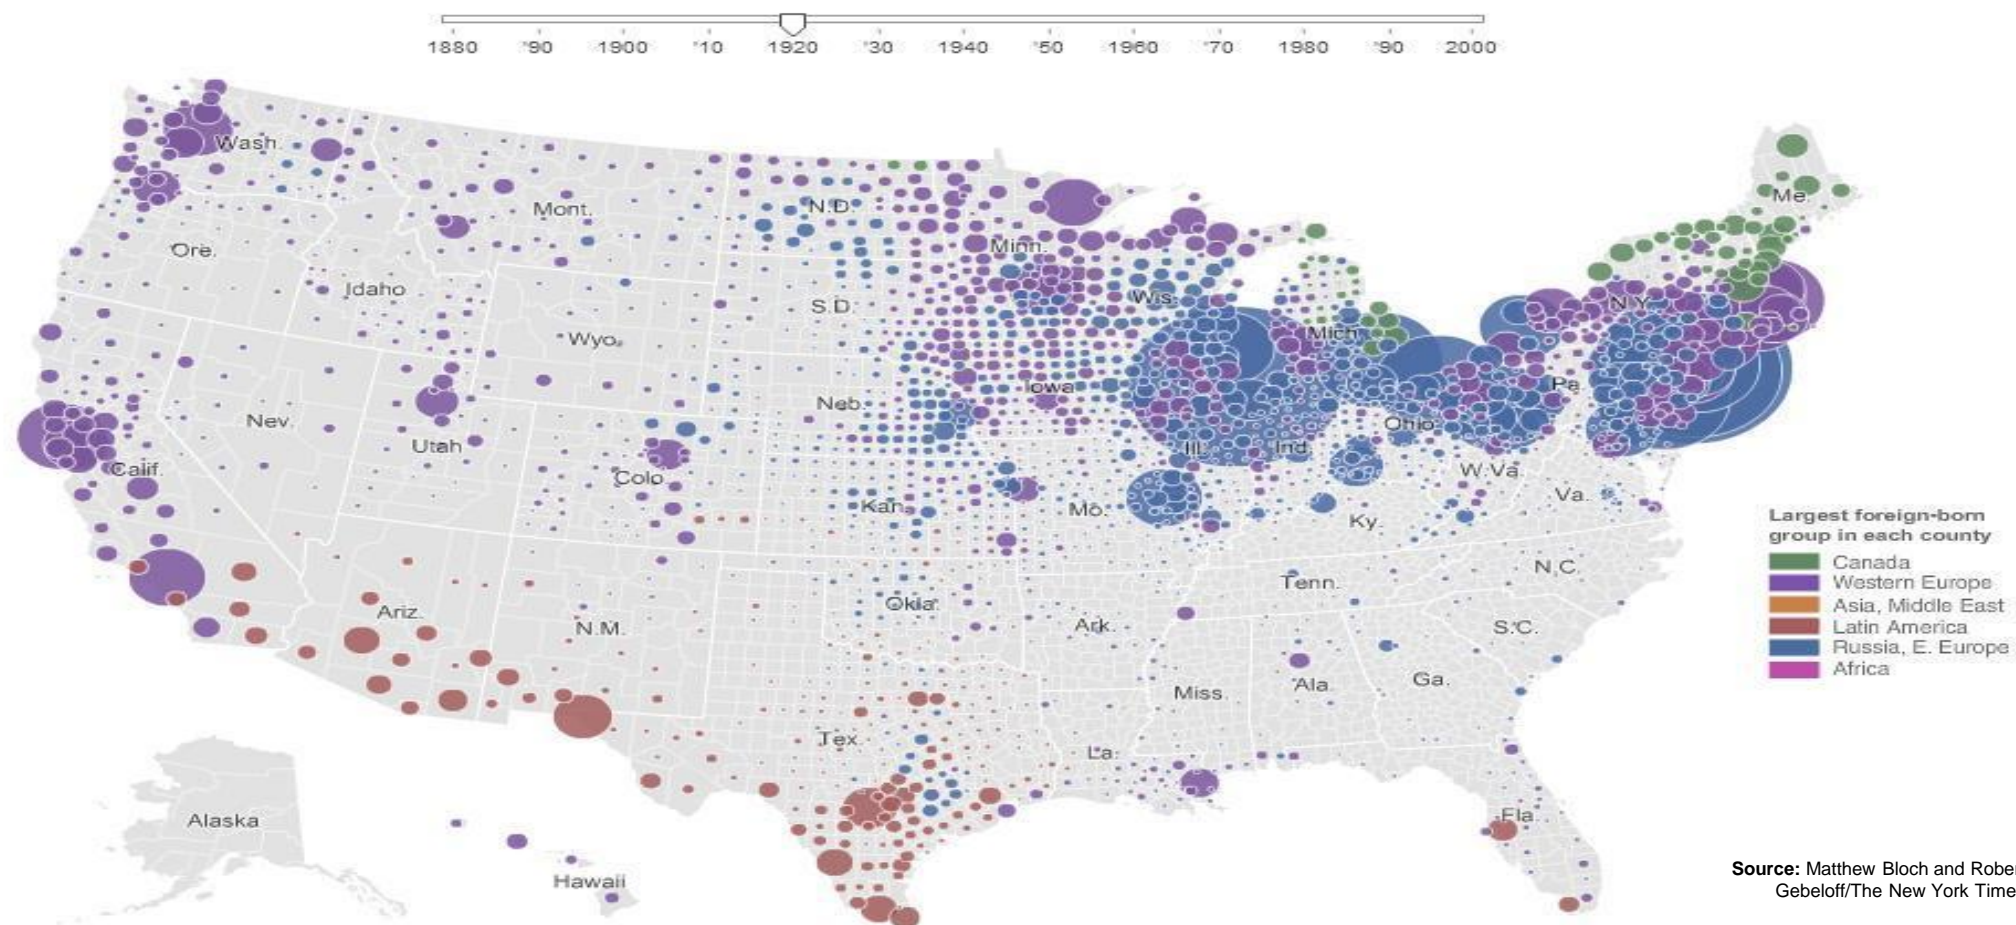 1880 '90 1900 '10 1920 '30 1940 '50 1960 '70 1980 '90 2000
Wash.
Mont.
N.D.
Minn.
Me.
Ore.
Idaho
S.D.
Wis.
Mich.
N.Y.
Wyo.
Nev.
Utah
Neb.
Iowa
Pa.
Ohio
Calif.
Colo.
Kan.
Mo.
Ill.
Ind.
W.Va.
Va.
Ky.
Largest foreign-born
group in each county
Canada
Western Europe
Asia, Middle East
Latin America
Russia, E. Europe
Africa
Ariz.
N.M.
Okla.
Ark.
Tenn.
N.C.
S.C.
Tex.
La.
Miss.
Ala.
Ga.
Fla.
Alaska
Hawaii
Source: Matthew Bloch and Rober
Gebeloff/The New York Time